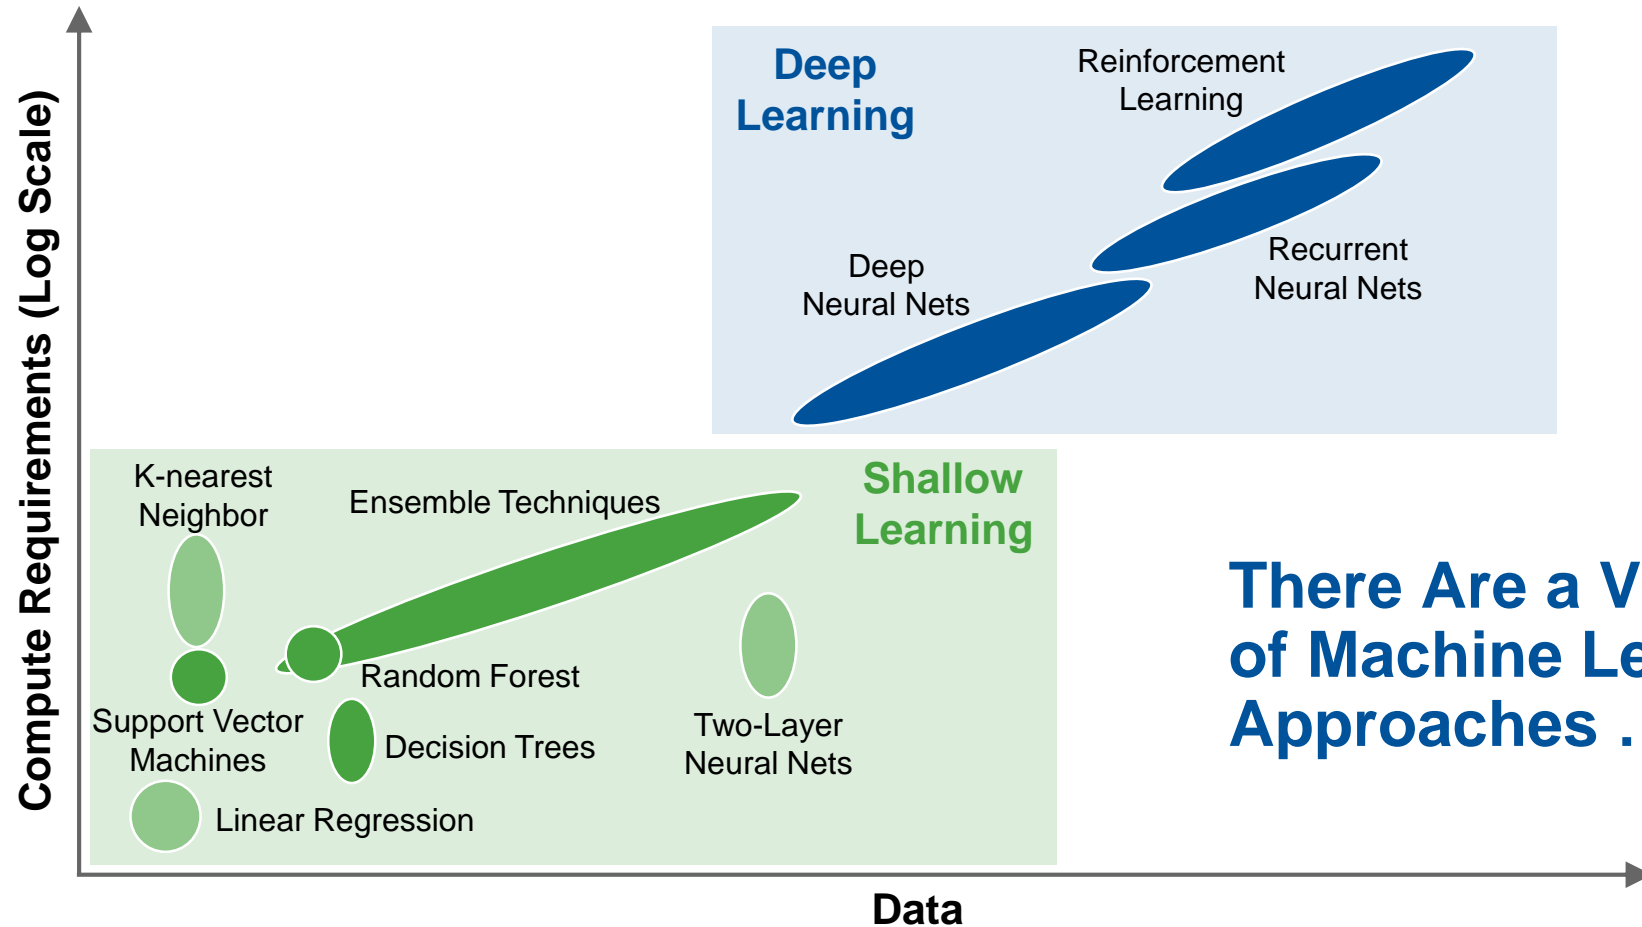 Compute Requirements (Log Scale)
Deep
Learning
Reinforcement
Learning
Deep
Neural Nets
Recurrent
Neural Nets
K-nearest
Neighbor
Ensemble Techniques
Shallow
Learning
Random Forest
Support Vector
Machines
Decision Trees
Two-Layer
Neural Nets
Linear Regression
There Are a V
of Machine Le
Approaches .
Data